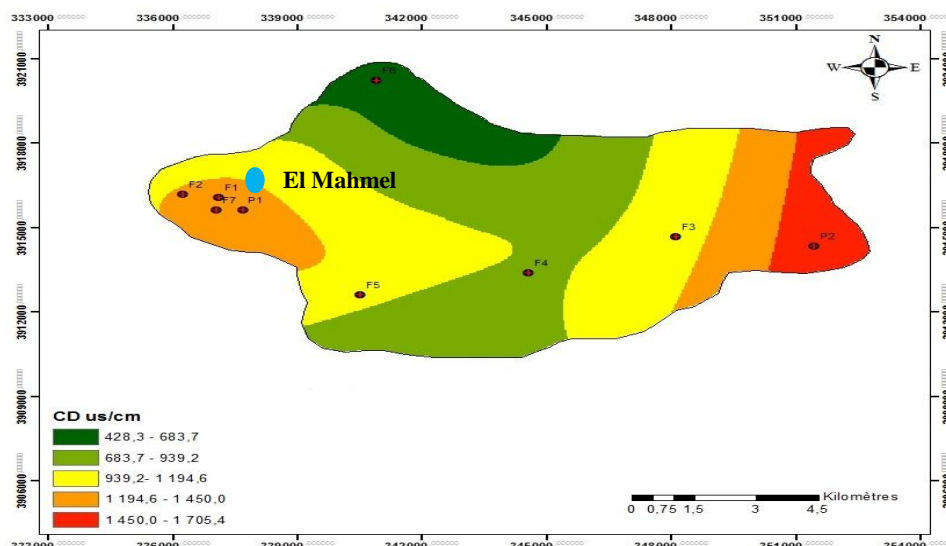 333000 336000 339000 342000 345000 348000 351000 354000
N
W E
S
3921000
3918000
3915000
3912000
3909000
3906000
F6
El Mahmel
F2 F1
F7 P1
F3
P2
F4
F5
CD us/cm
428,3 - 683,7
683,7 - 939,2
939,2- 1 194,6
1 194,6 - 1 450,0
1 450,0 - 1 705,4
Kilomètres
0 0,75 1,5 3 4,5